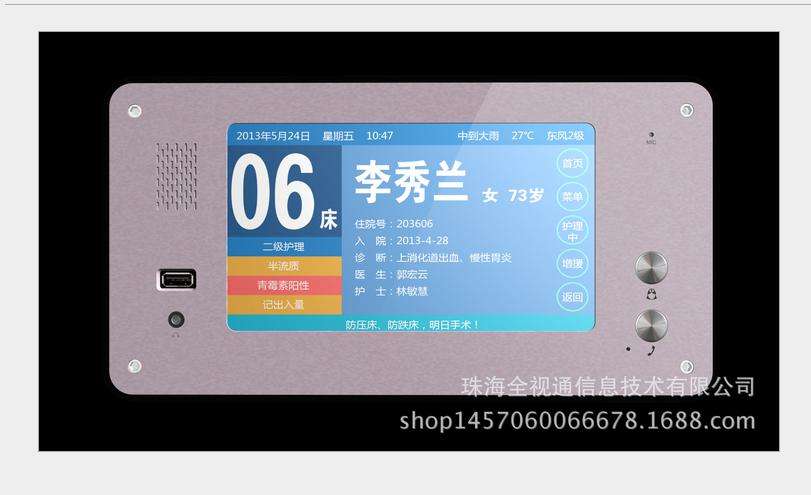 2013年5月24日 星期五 10:47 中到大雨 27℃ 东风2级
MIC
06床
李秀兰 女 73岁
首页
菜单
住院号：203606
护理中
入 院：2013-4-28
二级护理
诊 断：上消化道出血、慢性胃炎
增援
半流质
医 生：郭宏云
青霉素阳性
护 士：林敏慧
返回
记出入量
防压床、防跌床，明日手术！
珠海全视通信息技术有限公司
shop1457060066678.1688.com